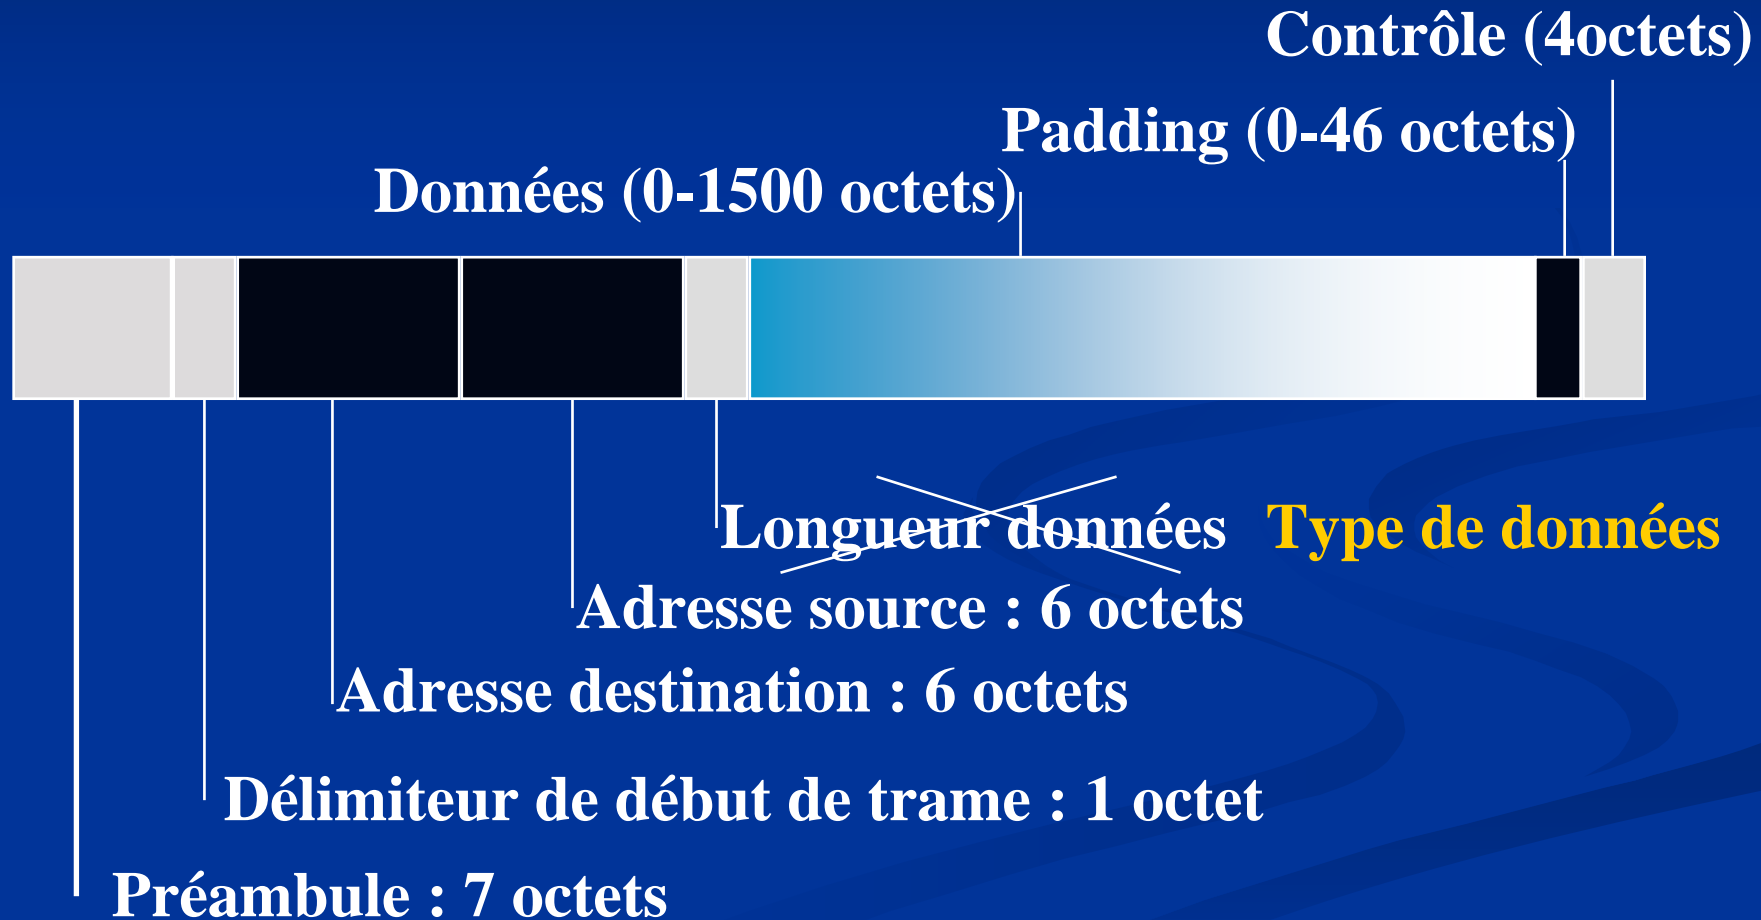 Contrôle (4octets)
Padding (0-46 octets)
Données (0-1500 octets)
Longueur données Type de données
Adresse source : 6 octets
Adresse destination : 6 octets
Délimiteur de début de trame : 1 octet
Préambule : 7 octets